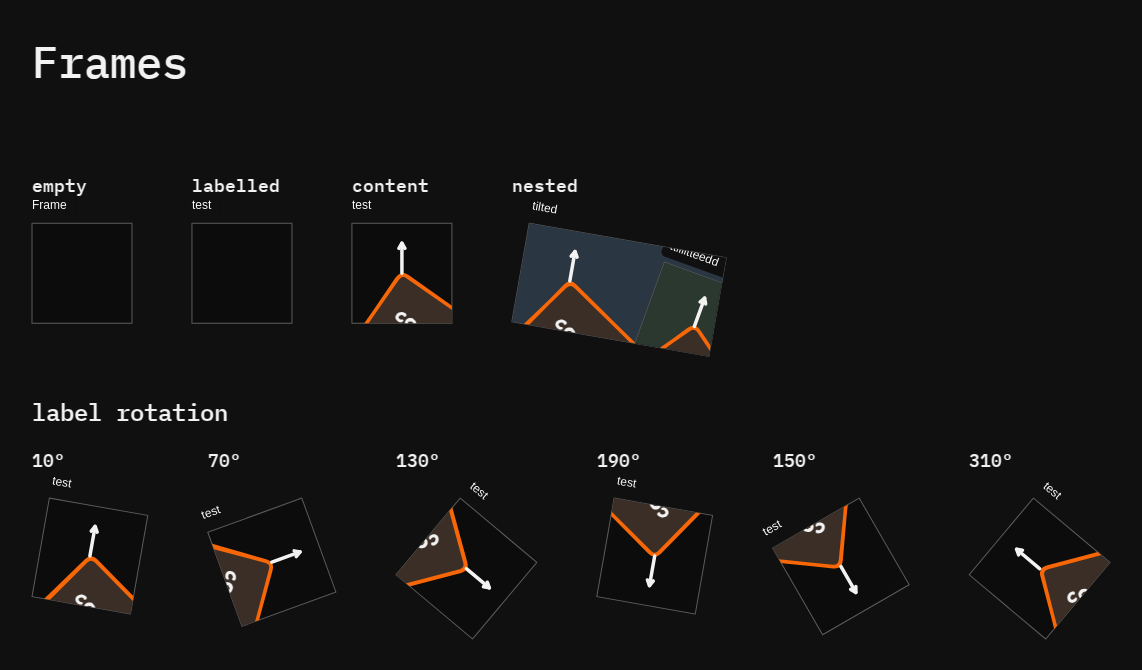 Frames
empty
labelled
content
nested
Frame
test
test
tilted
label rotation
10°
70°
130°
190°
150°
310°
test
test
test
test
test
test